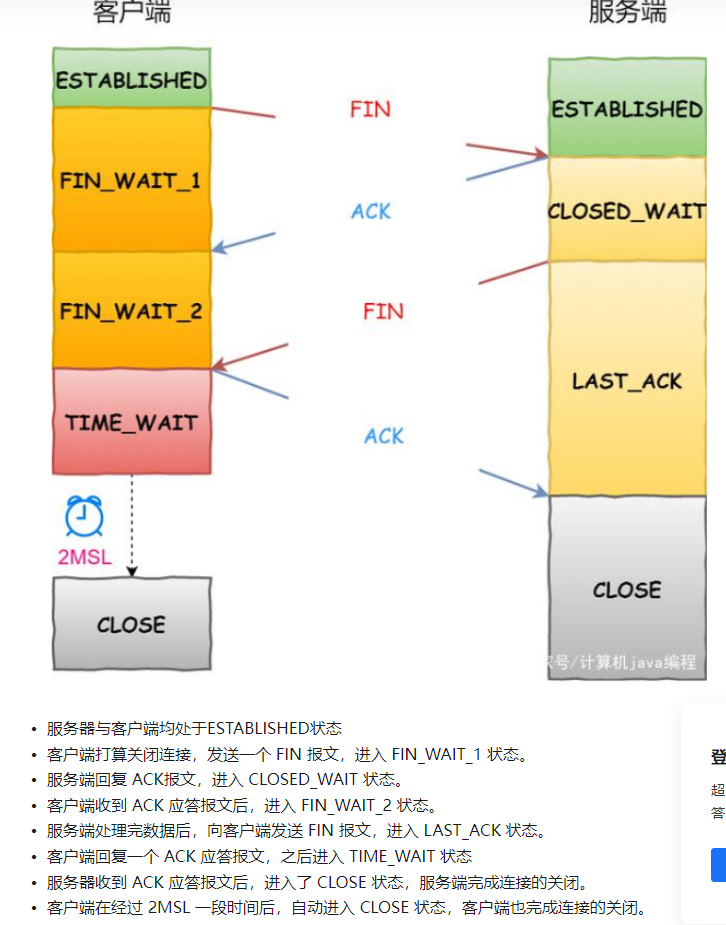 客户端
服务端
ESTABLISHED
FIN
ESTABLISHED
FIN_WAIT_1
ACK
CLOSED_WAIT
FIN_WAIT_2
FIN
LAST_ACK
TIME_WAIT
ACK
2MSL
CLOSE
CLOSE
号/计算机java编程
• 服务器与客户端均处于ESTABLISHED状态
• 客户端打算关闭连接，发送一个 FIN 报文，进入 FIN_WAIT_1 状态。
• 服务端回复 ACK报文，进入 CLOSED_WAIT 状态。
• 客户端收到 ACK 应答报文后，进入 FIN_WAIT_2 状态。
• 服务端处理完数据后，向客户端发送 FIN 报文，进入 LAST_ACK 状态。
• 客户端回复一个 ACK 应答报文，之后进入 TIME_WAIT 状态
• 服务器收到 ACK 应答报文后，进入了 CLOSE 状态，服务端完成连接的关闭。
• 客户端在经过 2MSL 一段时间后，自动进入 CLOSE 状态，客户端也完成连接的关闭。
登
超
答